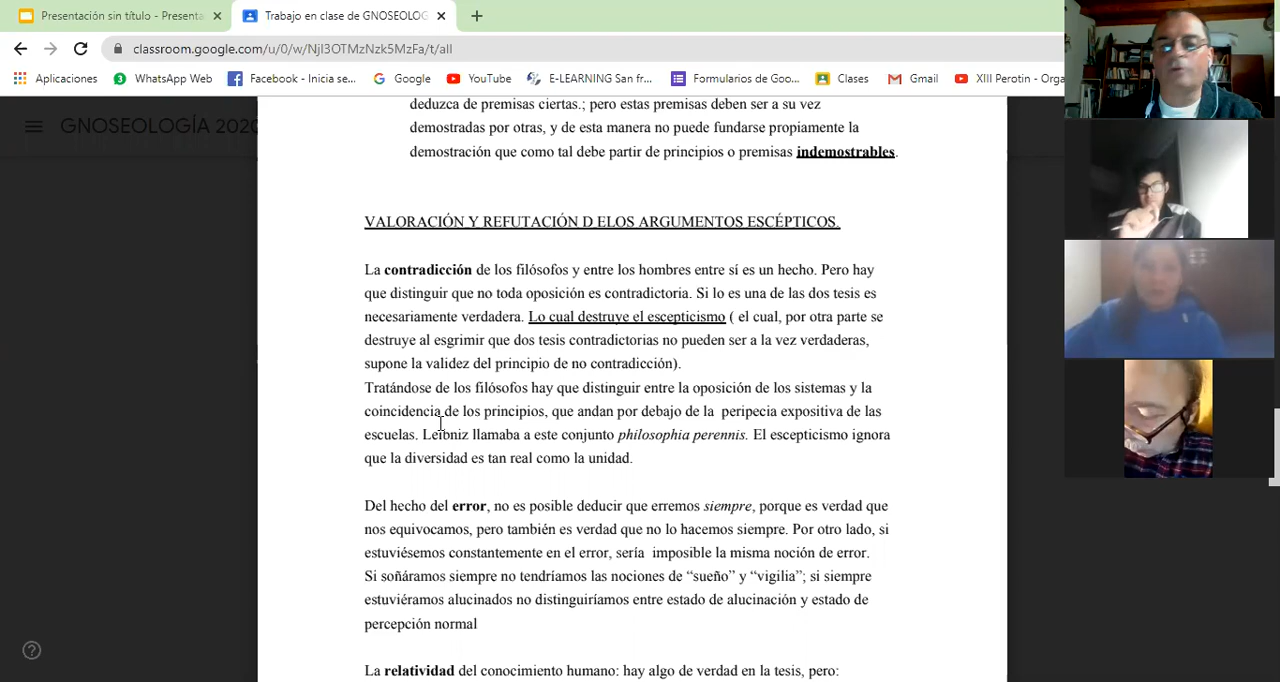 Presentación sin título - Presenta
Trabajo en clase de GNOSEOLOG
classroom.google.com/u/0/w/NjI3OTMzNzk5MzFa/t/all
Aplicaciones
WhatsApp Web
Facebook - Inicia se...
Google
YouTube
E-LEARNING San fr...
Formularios de Goo...
Clases
Gmail
XIII Perotin - Orga
GNOSEOLOGÍA 2020
deduzca de premisas ciertas.; pero estas premisas deben ser a su vez
demostradas por otras, y de esta manera no puede fundarse propiamente la
demostración que como tal debe partir de principios o premisas indemostrables.
VALORACIÓN Y REFUTACIÓN D ELOS ARGUMENTOS ESCÉPTICOS.
La contradicción de los filósofos y entre los hombres entre sí es un hecho. Pero hay
que distinguir que no toda oposición es contradictoria. Si lo es una de las dos tesis es
necesariamente verdadera. Lo cual destruye el escepticismo ( el cual, por otra parte se
destruye al esgrimir que dos tesis contradictorias no pueden ser a la vez verdaderas,
supone la validez del principio de no contradicción).
Tratándose de los filósofos hay que distinguir entre la oposición de los sistemas y la
coincidencia de los principios, que andan por debajo de la peripecia expositiva de las
escuelas. Leibniz llamaba a este conjunto philosophia perennis. El escepticismo ignora
que la diversidad es tan real como la unidad.
Del hecho del error, no es posible deducir que erremos siempre, porque es verdad que
nos equivocamos, pero también es verdad que no lo hacemos siempre. Por otro lado, si
estuviésemos constantemente en el error, sería imposible la misma noción de error.
Si soñáramos siempre no tendríamos las nociones de “sueño” y “vigilia”; si siempre
estuviéramos alucinados no distinguiríamos entre estado de alucinación y estado de
percepción normal
La relatividad del conocimiento humano: hay algo de verdad en la tesis, pero: